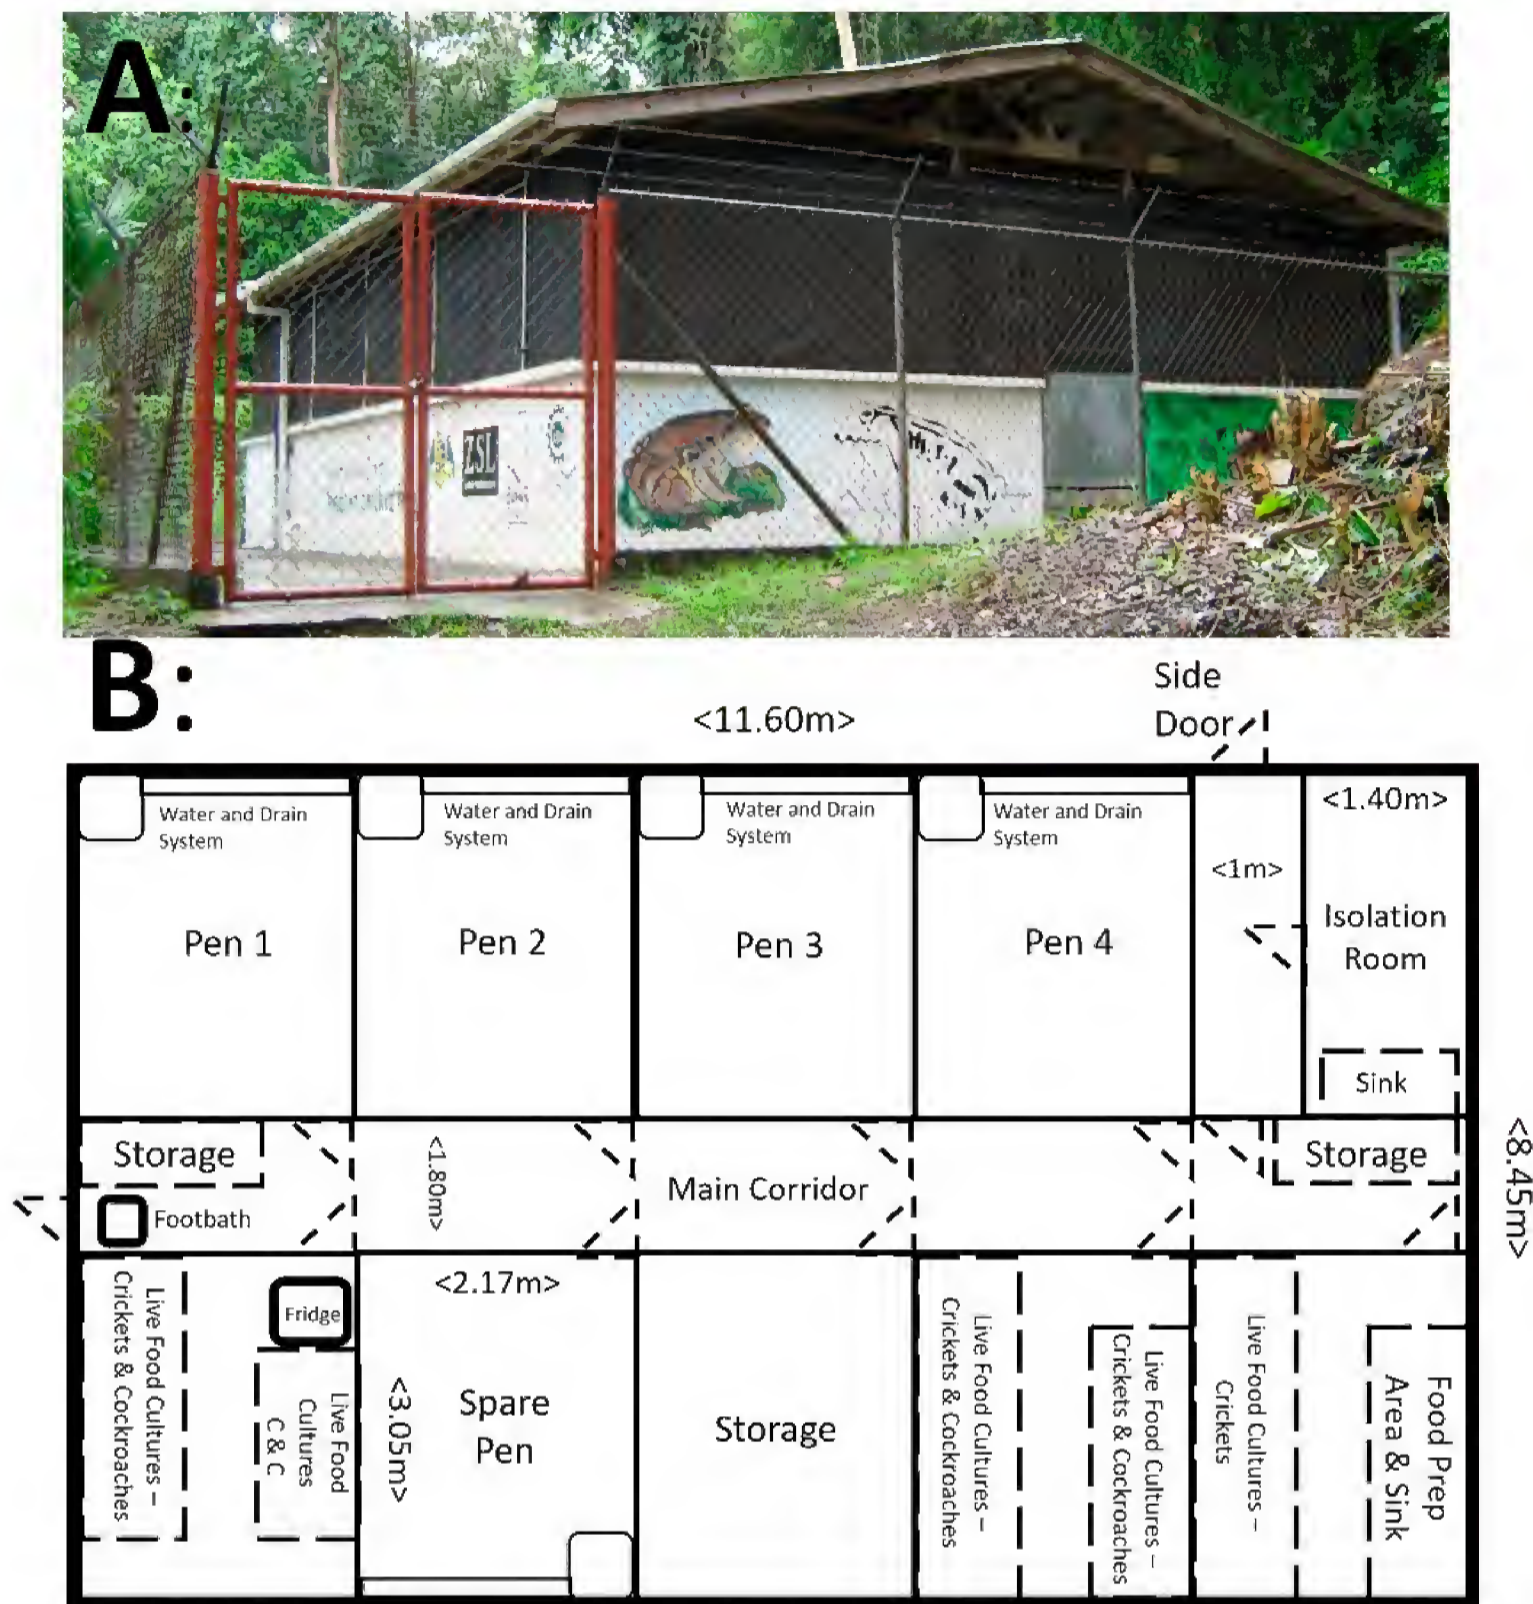 A:
ZSL
B:
Side
Door
<11.60m>
Water and Drain
System
Water and Drain
System
Water and Drain
System
Water and Drain
System
<1.40m>
<1m>
Pen 1
Pen 2
Pen 3
Pen 4
Isolation
Room
Sink
Storage
<1.80m>
Main Corridor
Storage
Footbath
<8.45m>
Live Food Cultures –
Crickets & Cockroaches
Fridge
Live Food
Cultures
C & C
<2.17m>
<3.05m>
Spare
Pen
Storage
Live Food Cultures –
Crickets & Cockroaches
Live Food Cultures –
Crickets & Cockroaches
Live Food Cultures –
Crickets
Food Prep
Area & Sink